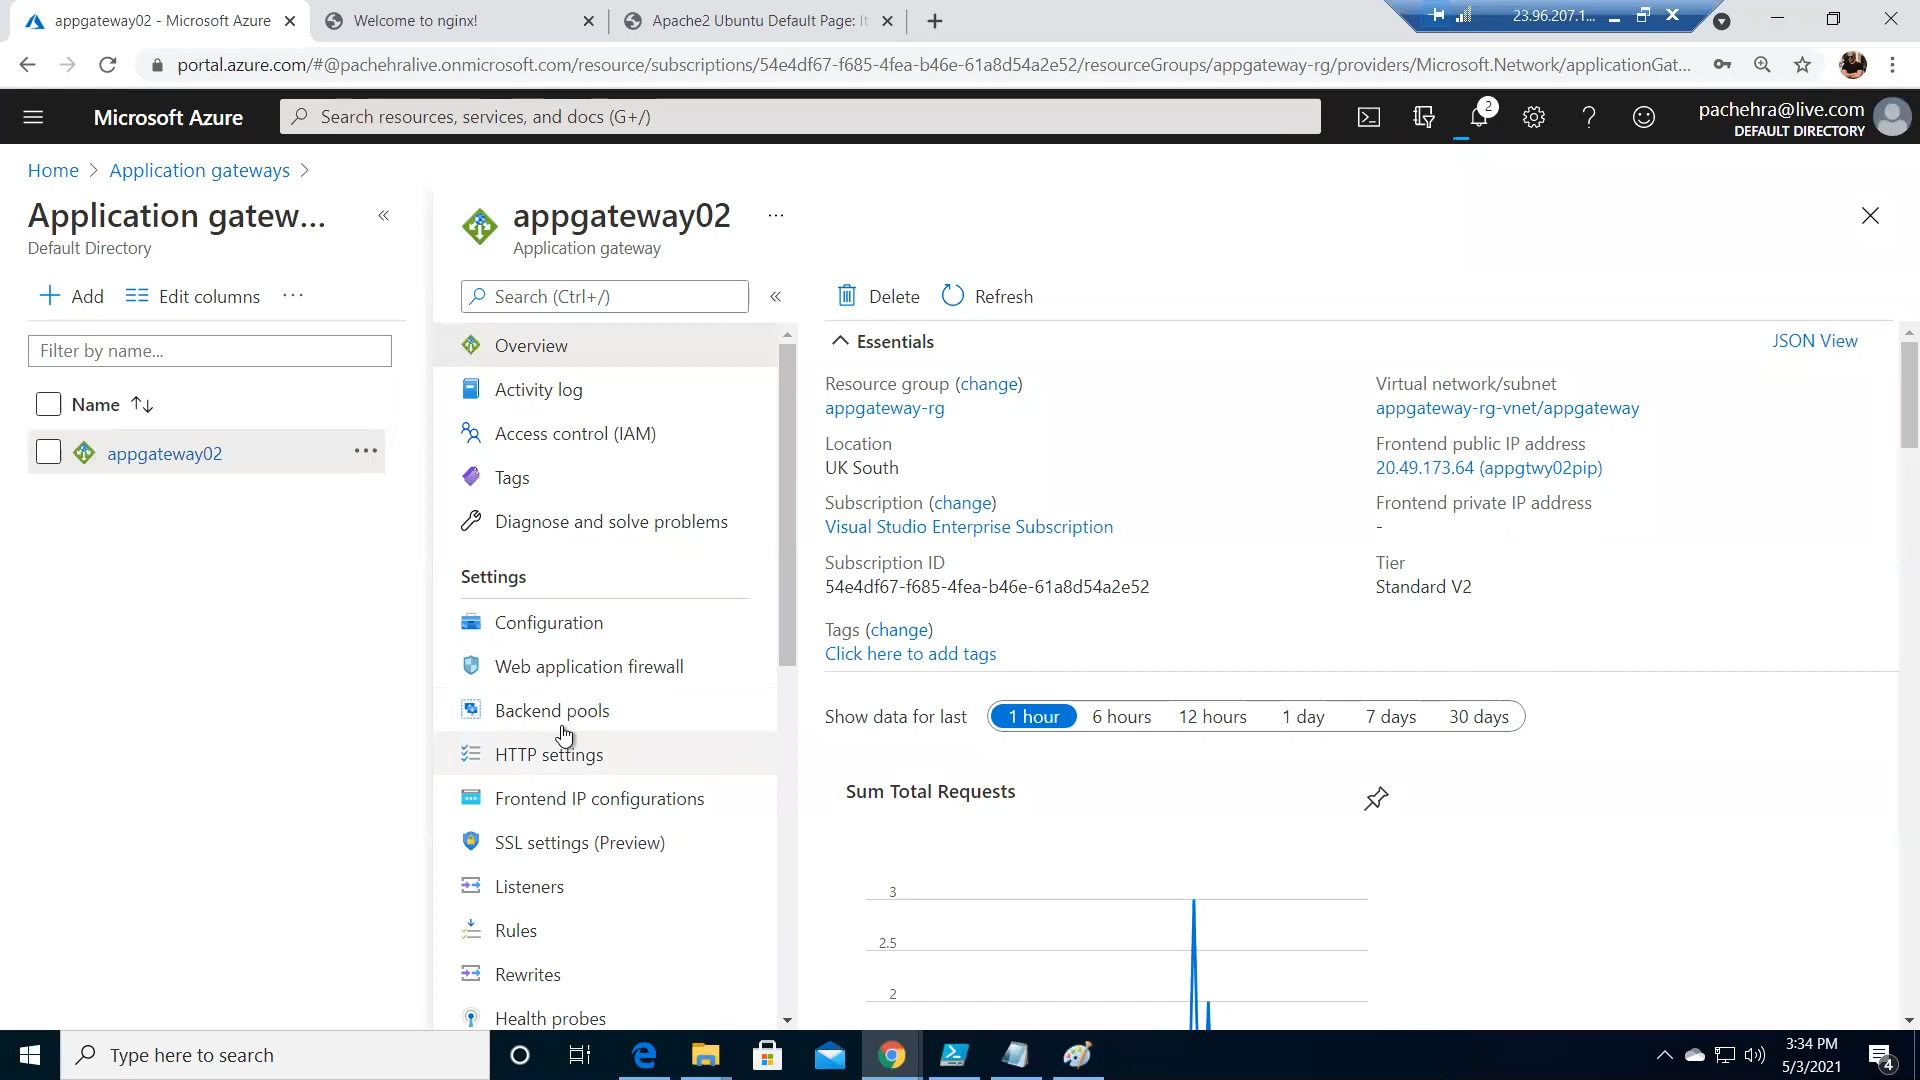 appgateway02 - Microsoft Azure
Welcome to nginx!
Apache2 Ubuntu Default Page: It
23.96.207.1...
portal.azure.com/#@pachehralive.onmicrosoft.com/resource/subscriptions/54e4df67-f685-4fea-b46e-61a8d54a2e52/resourceGroups/appgateway-rg/providers/Microsoft.Network/applicationGat...
Microsoft Azure
Search resources, services, and docs (G+/)
2
pachehra@live.com
DEFAULT DIRECTORY
Home > Application gateways >
Application gatew...
Default Directory
Add
Edit columns
Filter by name...
Name
appgateway02
appgateway02
Application gateway
Search (Ctrl+/)
Overview
Activity log
Access control (IAM)
Tags
Diagnose and solve problems
Settings
Configuration
Web application firewall
Backend pools
HTTP settings
Frontend IP configurations
SSL settings (Preview)
Listeners
Rules
Rewrites
Health probes
Delete
Refresh
Essentials
JSON View
Resource group (change)
appgateway-rg
Location
UK South
Subscription (change)
Visual Studio Enterprise Subscription
Subscription ID
54e4df67-f685-4fea-b46e-61a8d54a2e52
Tags (change)
Click here to add tags
Virtual network/subnet
appgateway-rg-vnet/appgateway
Frontend public IP address
20.49.173.64 (appgtwy02pip)
Frontend private IP address
-
Tier
Standard V2
Show data for last
1 hour
6 hours
12 hours
1 day
7 days
30 days
Sum Total Requests
3
2.5
2
Type here to search
3:34 PM
5/3/2021
4